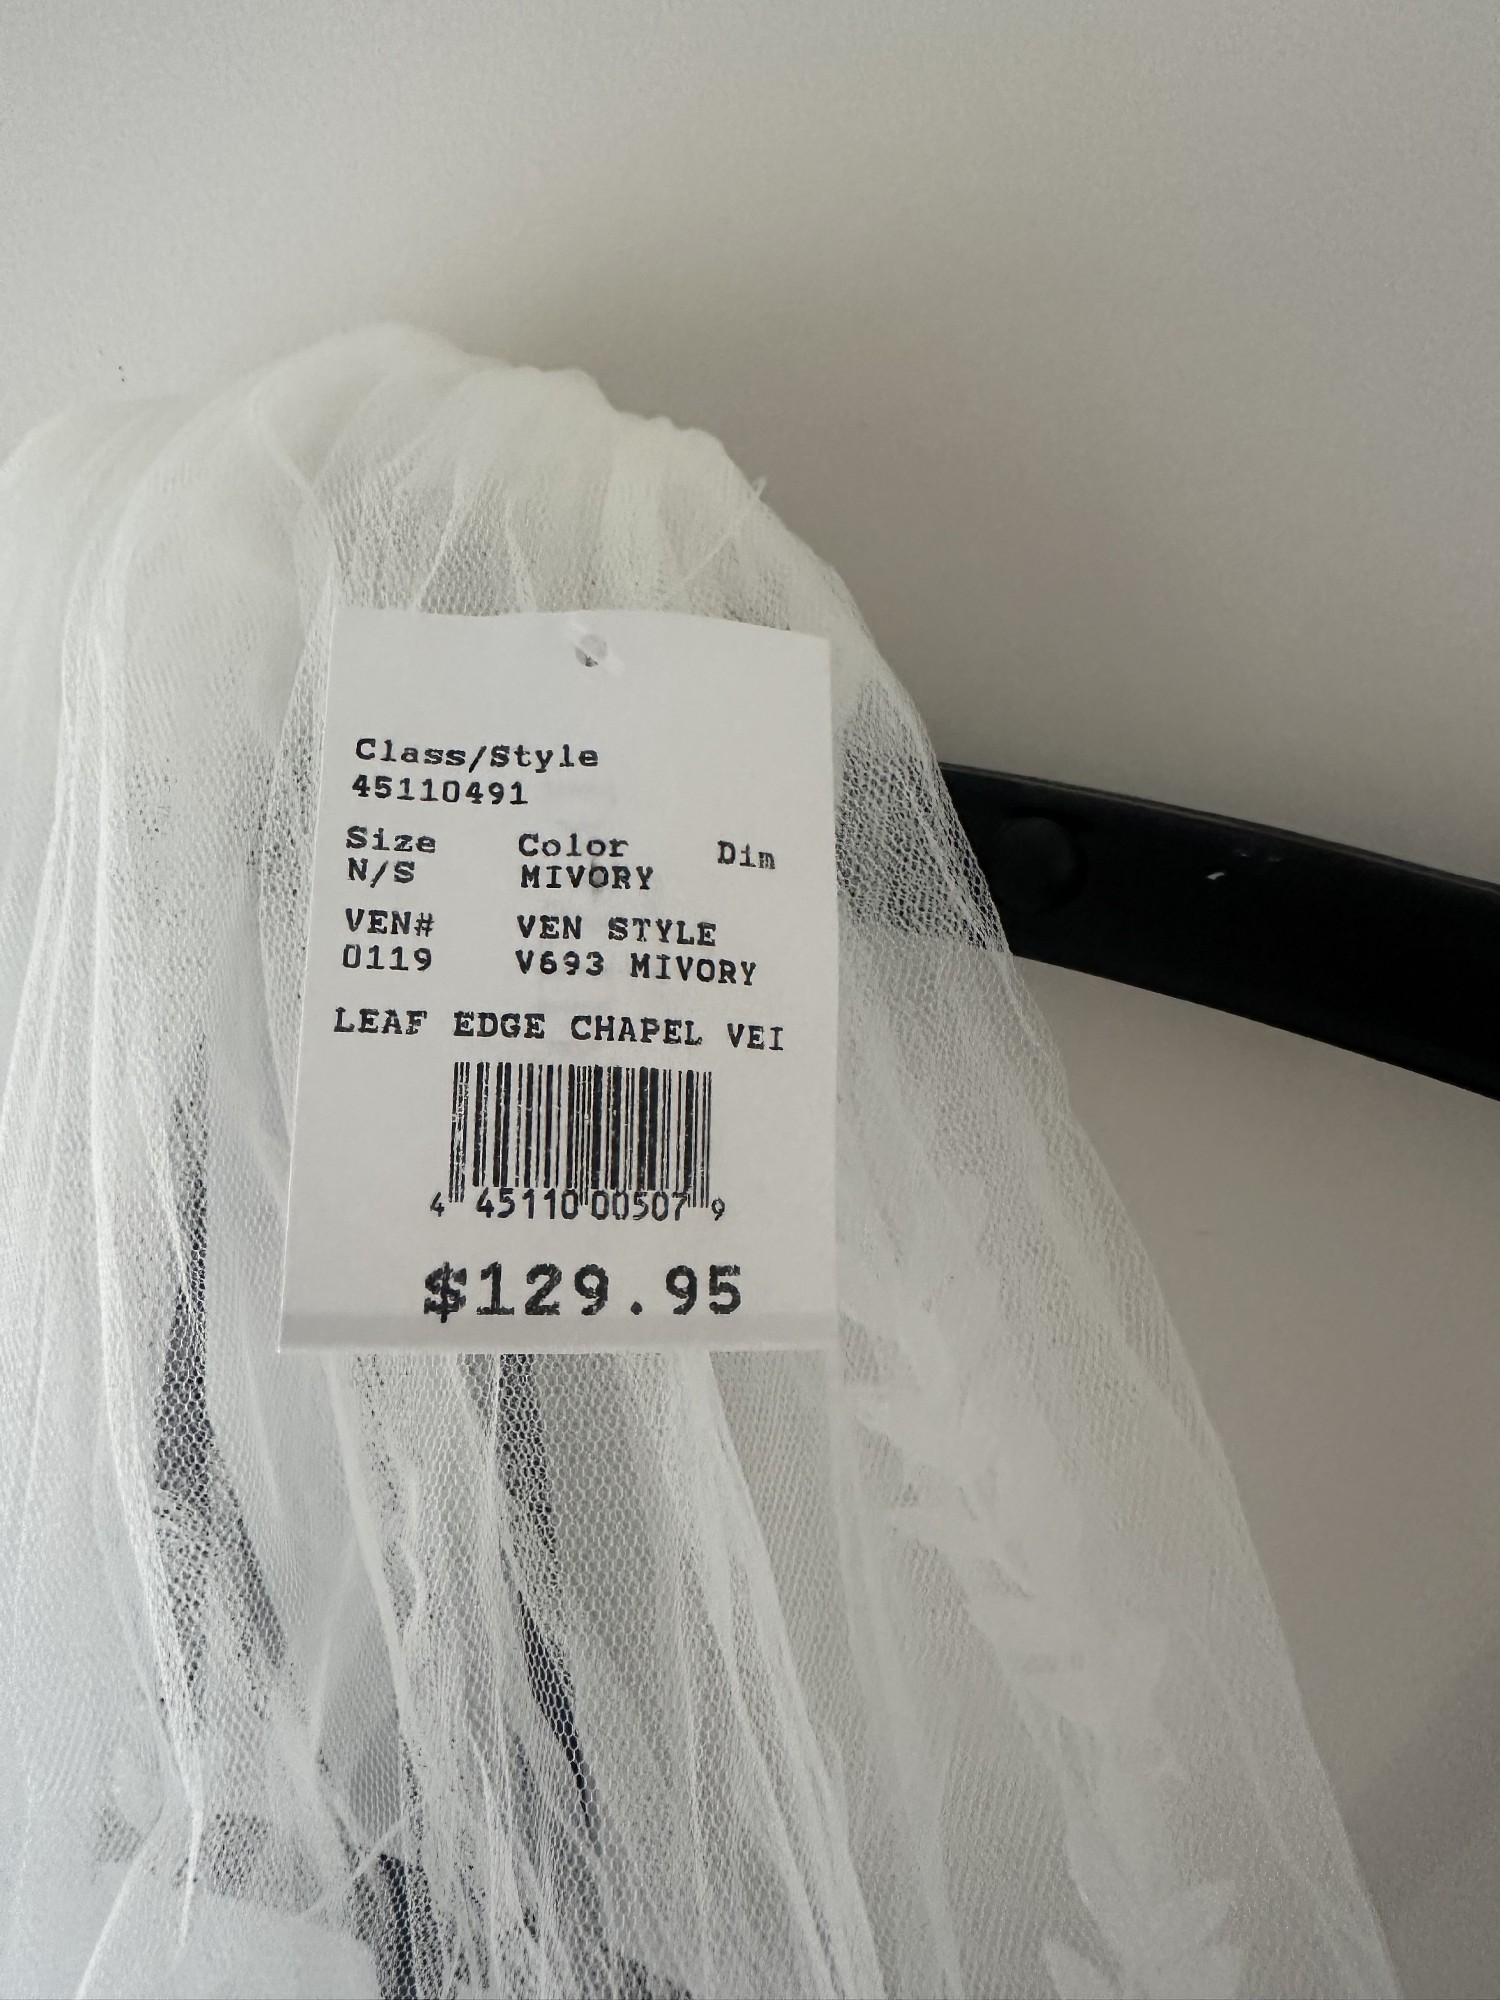 Class/Style
45110491
Size Color Dim
N/S MIVORY
VEN# VEN STYLE
0119 V693 MIVORY
LEAF EDGE CHAPEL VEI
4 45110 00507 9
$129.95